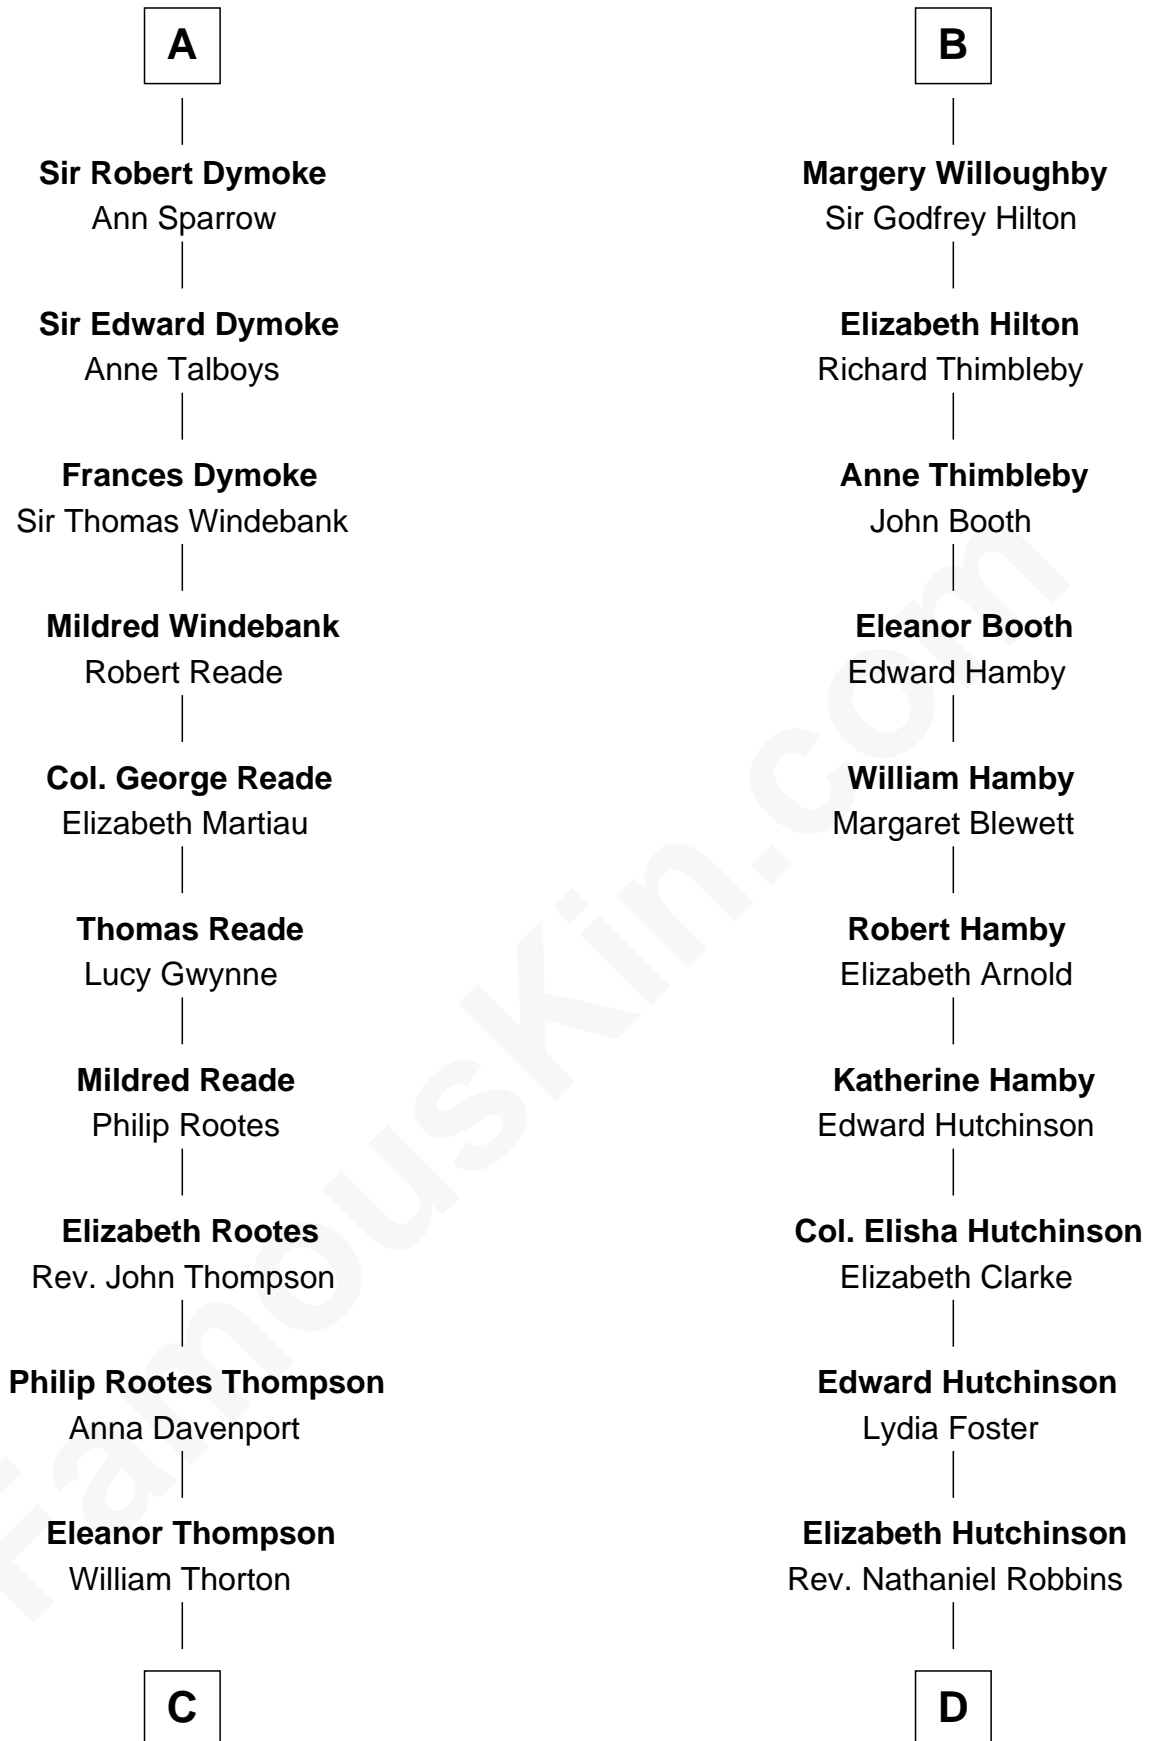 A
Sir Robert Dymoke
Ann Sparrow
Sir Edward Dymoke
Anne Talboys
Frances Dymoke
Sir Thomas Windebank
Mildred Windebank
Robert Reade
Col. George Reade
Elizabeth Martiau
Thomas Reade
Lucy Gwynne
Mildred Reade
Philip Rootes
Elizabeth Rootes
Rev. John Thompson
Philip Rootes Thompson
Anna Davenport
Eleanor Thompson
William Thorton
C
B
Margery Willoughby
Sir Godfrey Hilton
Elizabeth Hilton
Richard Thimbleby
Anne Thimbleby
John Booth
Eleanor Booth
Edward Hamby
William Hamby
Margaret Blewett
Robert Hamby
Elizabeth Arnold
Katherine Hamby
Edward Hutchinson
Col. Elisha Hutchinson
Elizabeth Clarke
Edward Hutchinson
Lydia Foster
Elizabeth Hutchinson
Rev. Nathaniel Robbins
D
FamousKin.com